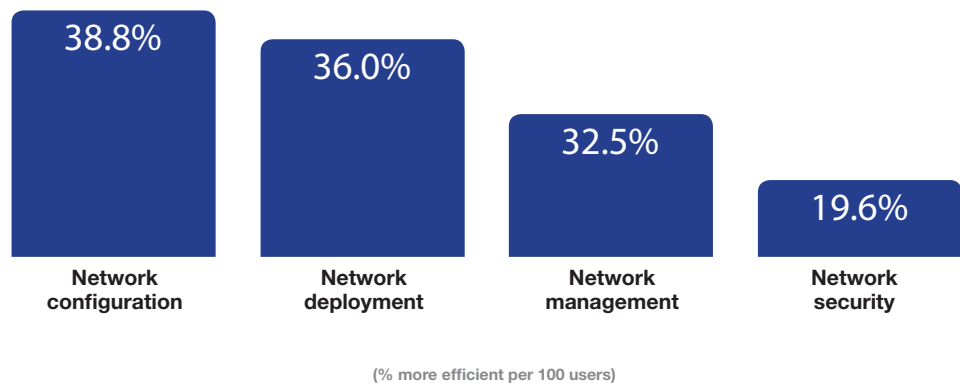 38.8%
36.0%
32.5%
19.6%
Network
configuration
Network
deployment
Network
management
Network
security
(% more efficient per 100 users)